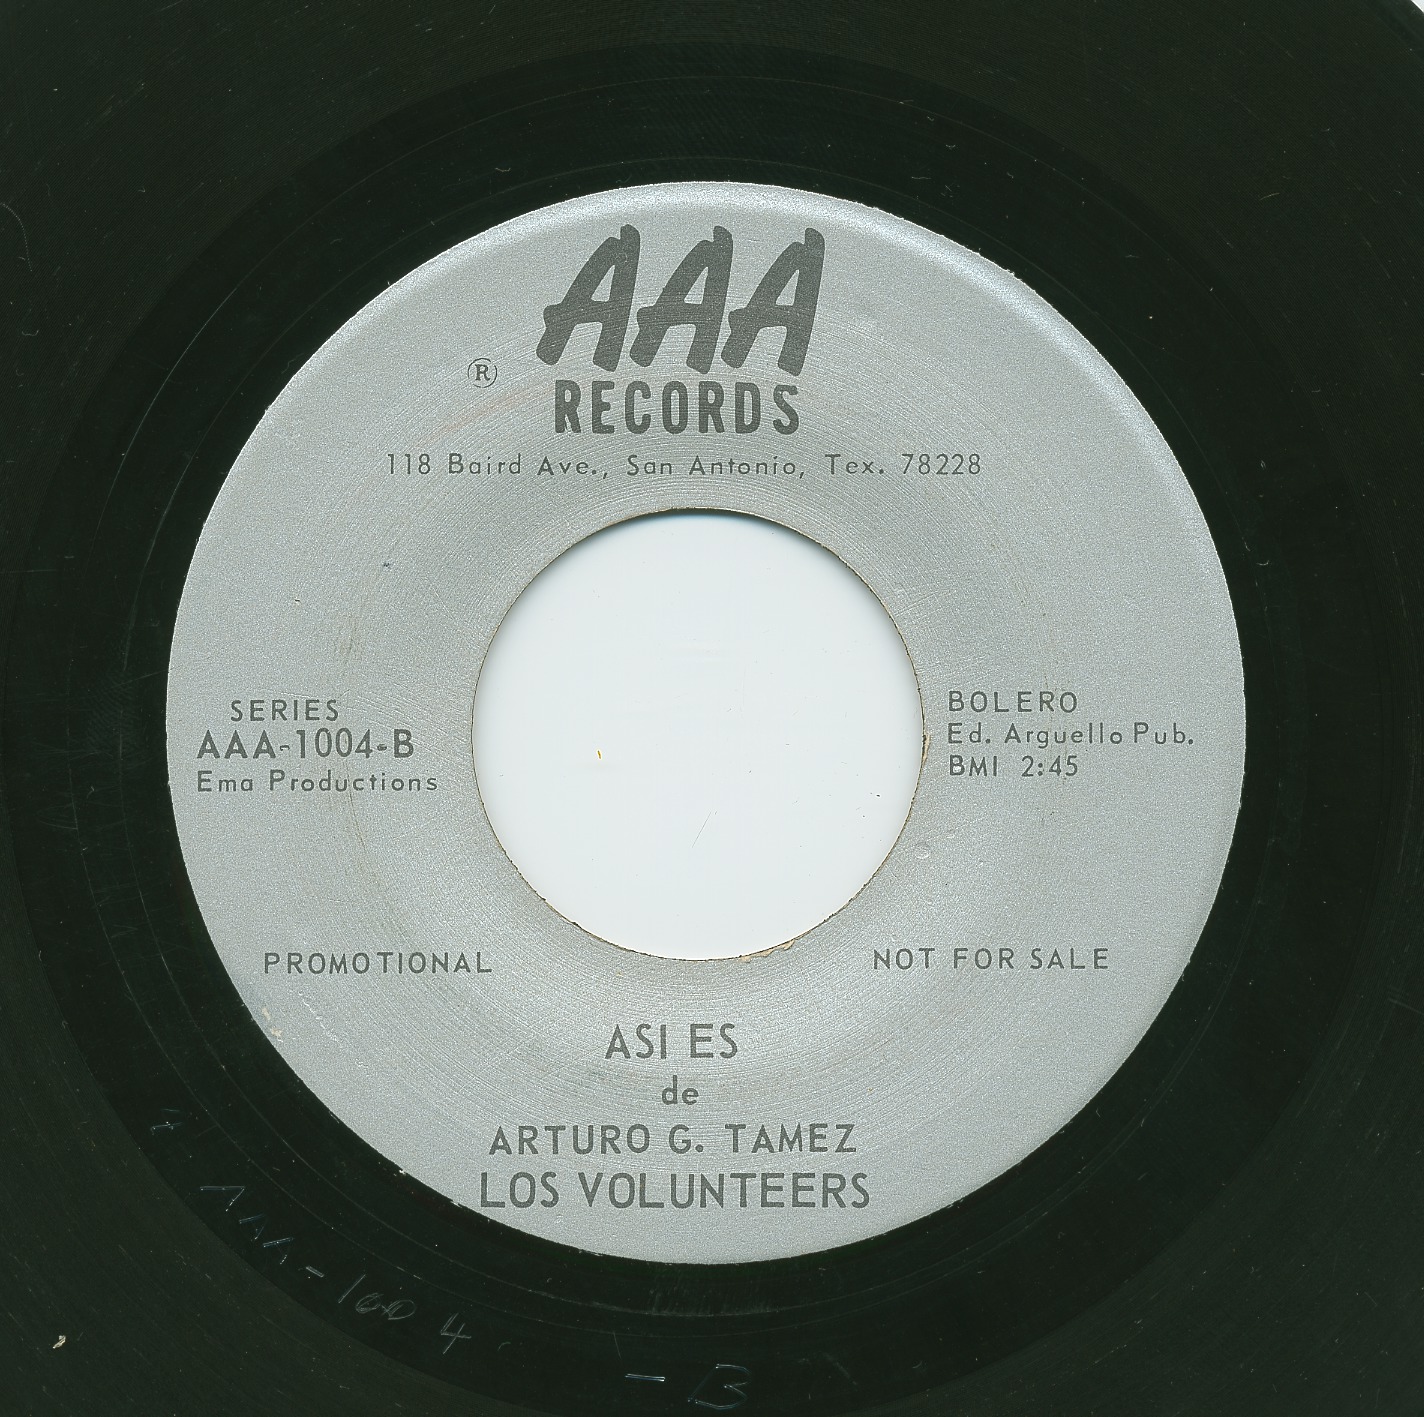 AAA
® RECORDS
118 Baird Ave., San Antonio, Tex. 78228
SERIES
AAA-1004-B
Ema Productions
BOLERO
Ed. Arguello Pub.
BMI 2:45
PROMOTIONAL
NOT FOR SALE
ASI ES
de
ARTURO G. TAMEZ
LOS VOLUNTEERS
AAA-1004-B